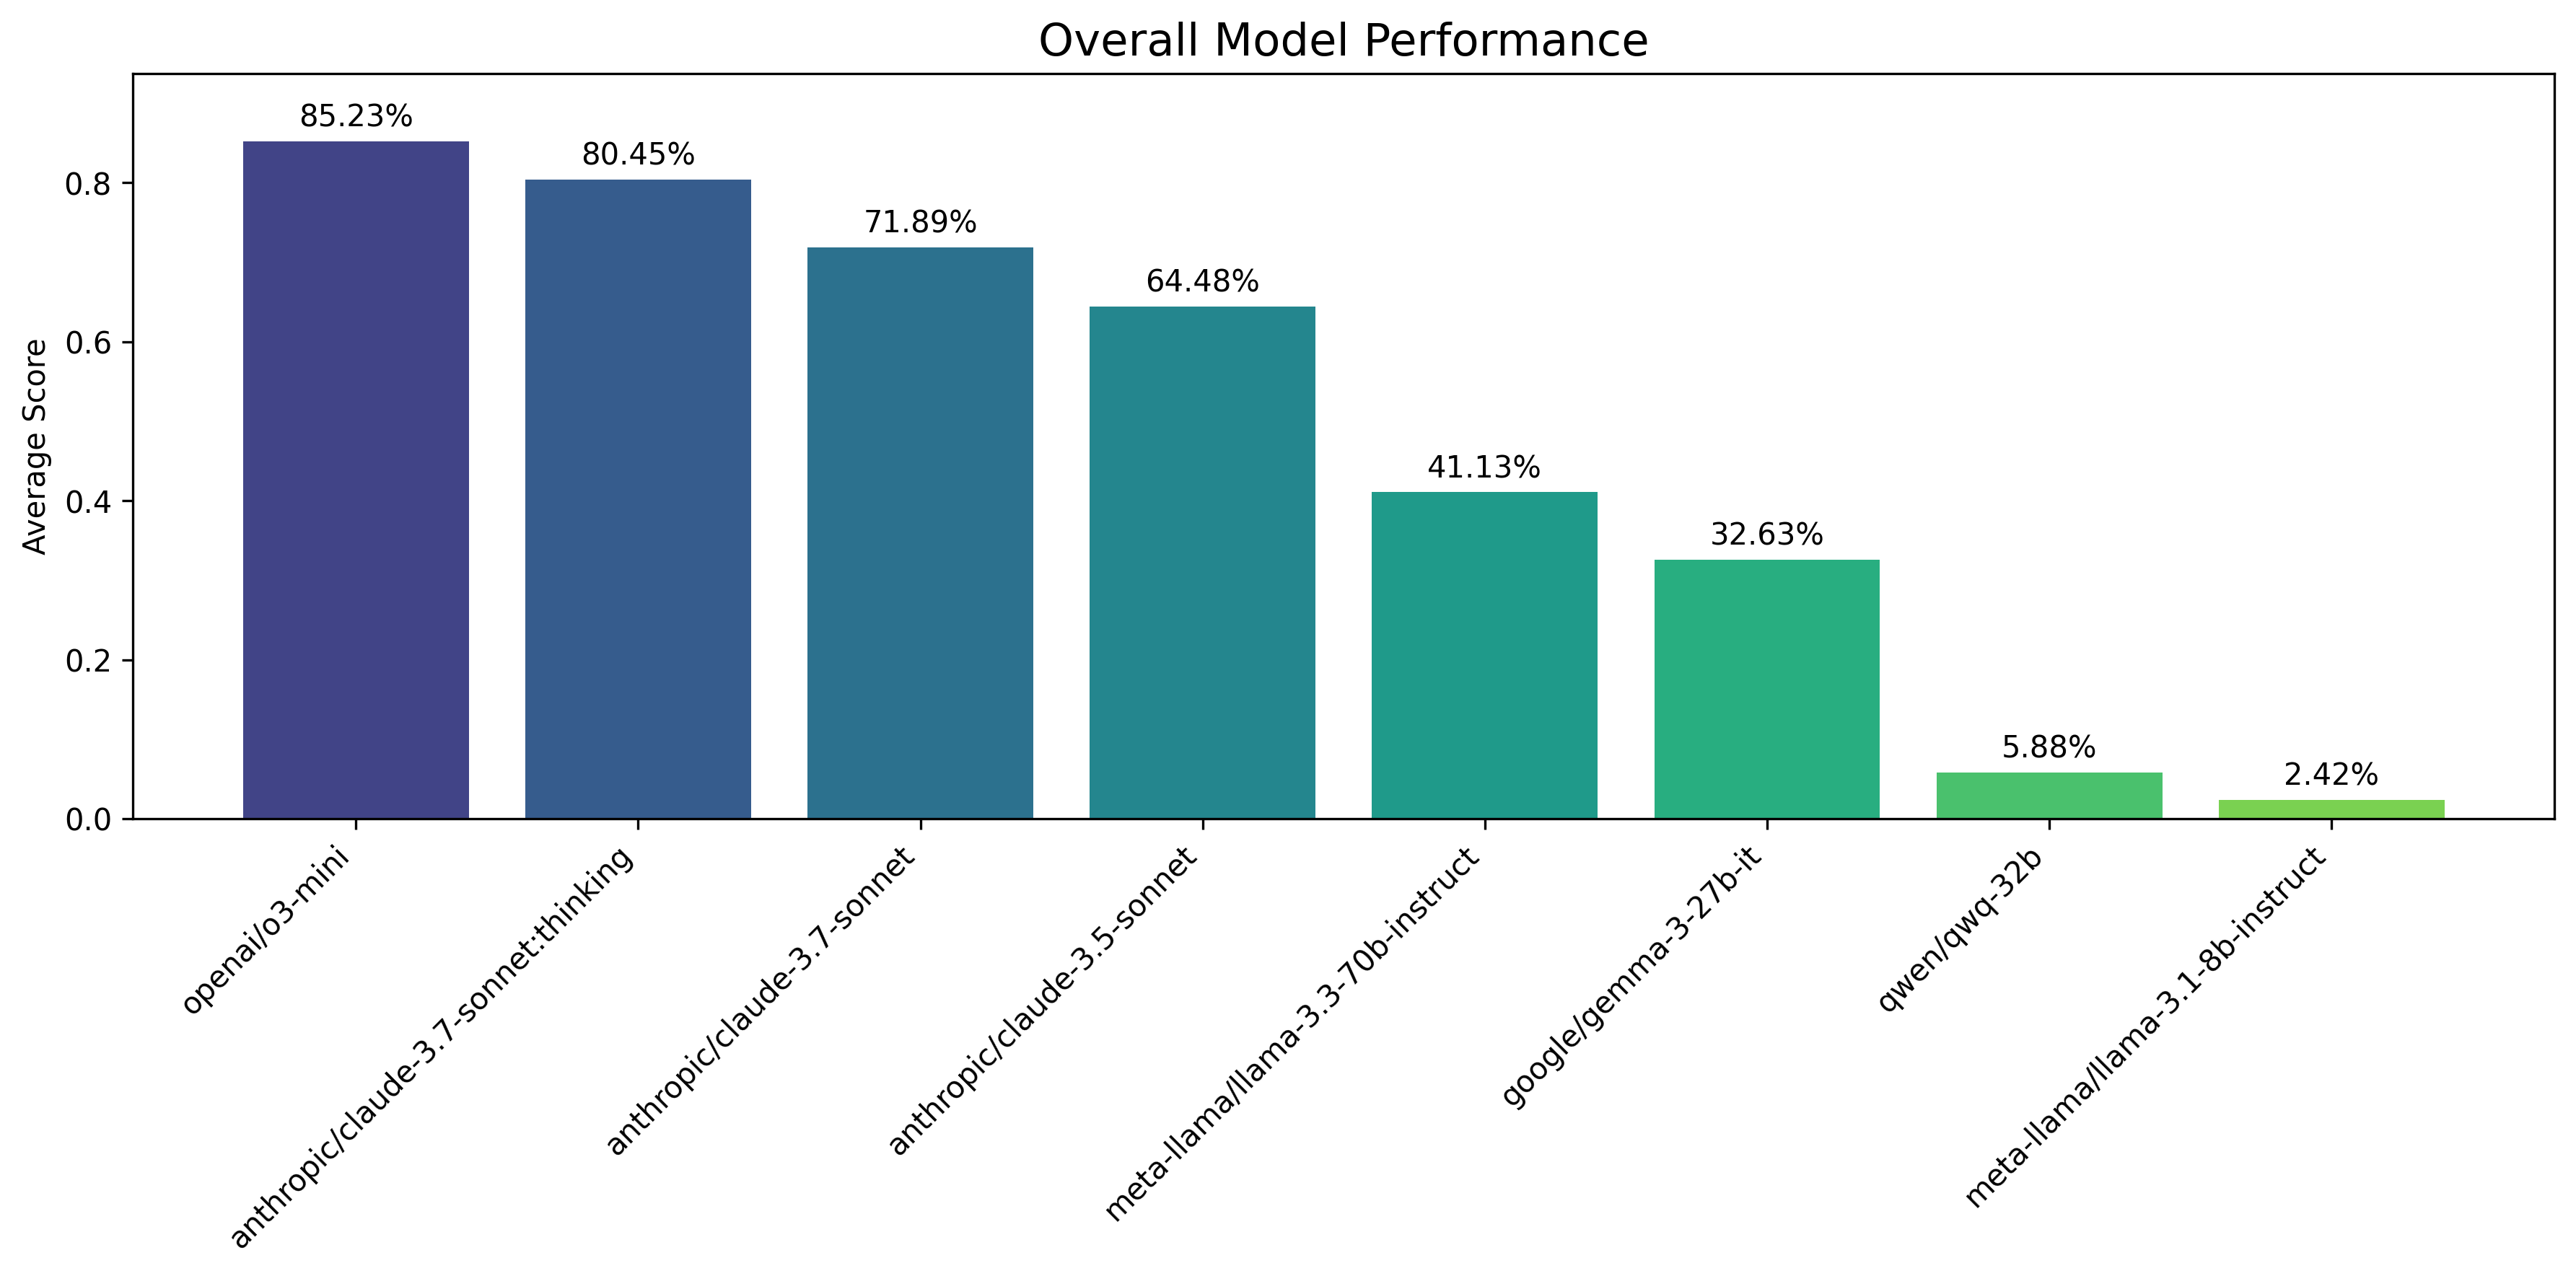 Overall Model Performance
Average Score
0.8
0.6
0.4
0.2
0.0
85.23%
80.45%
71.89%
64.48%
41.13%
32.63%
5.88%
2.42%
openai/o3-mini
anthropic/claude-3.7-sonnet:thinking
anthropic/claude-3.7-sonnet
anthropic/claude-3.5-sonnet
meta-llama/llama-3.3-70b-instruct
google/gemma-3-27b-it
qwen/qwq-32b
meta-llama/llama-3.1-8b-instruct